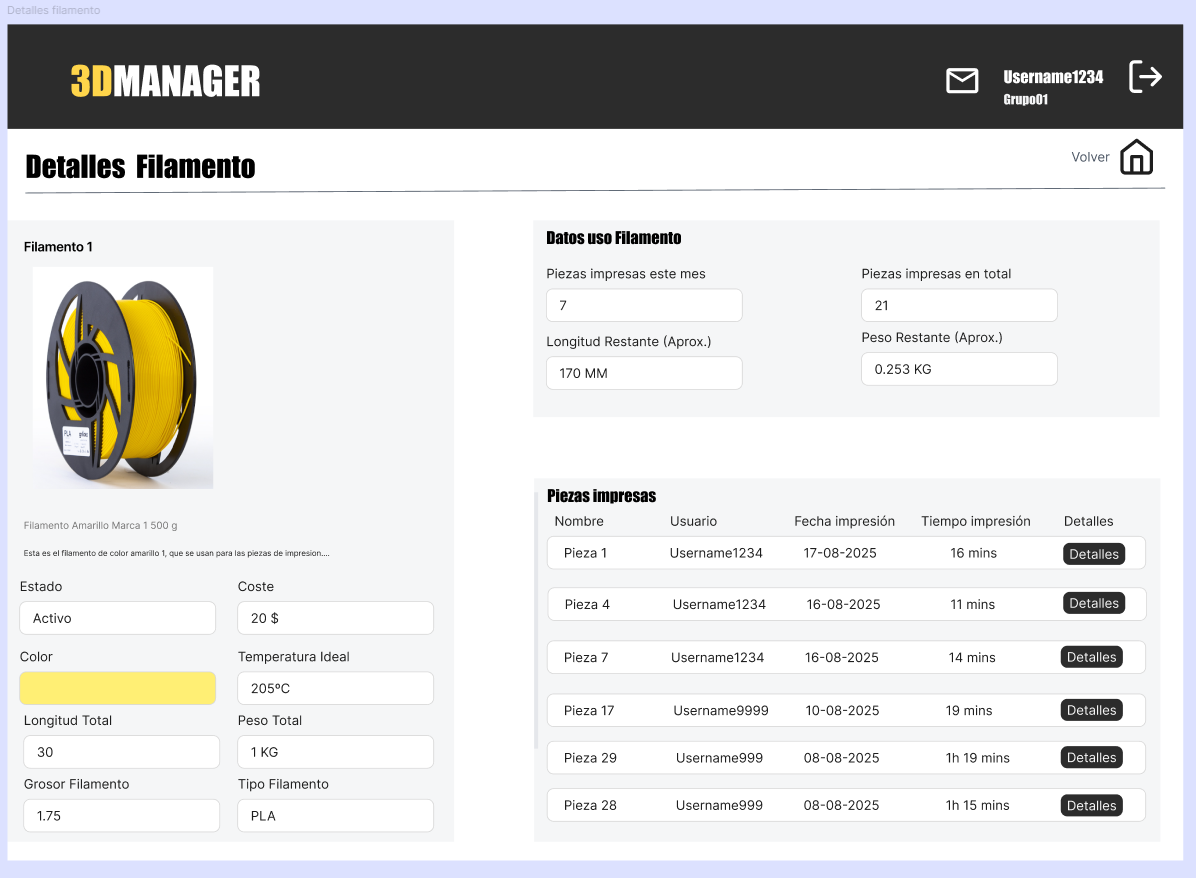 Detalles filamento
3DMANAGER
Username1234
Grupo01
Detalles Filamento
Volver
Filamento 1
PLA
Filamento Amarillo Marca 1 500 g
Esta es el filamento de color amarillo 1, que se usan para las piezas de impresion....
Estado Coste
Activo 20 $
Color Temperatura Ideal
205ºC
Longitud Total Peso Total
30 1 KG
Grosor Filamento Tipo Filamento
1.75 PLA
Datos uso Filamento
Piezas impresas este mes Piezas impresas en total
7 21
Longitud Restante (Aprox.) Peso Restante (Aprox.)
170 MM 0.253 KG
Piezas impresas
Nombre Usuario Fecha impresión Tiempo impresión Detalles
Pieza 1 Username1234 17-08-2025 16 mins Detalles
Pieza 4 Username1234 16-08-2025 11 mins Detalles
Pieza 7 Username1234 16-08-2025 14 mins Detalles
Pieza 17 Username9999 10-08-2025 19 mins Detalles
Pieza 29 Username999 08-08-2025 1h 19 mins Detalles
Pieza 28 Username999 08-08-2025 1h 15 mins Detalles